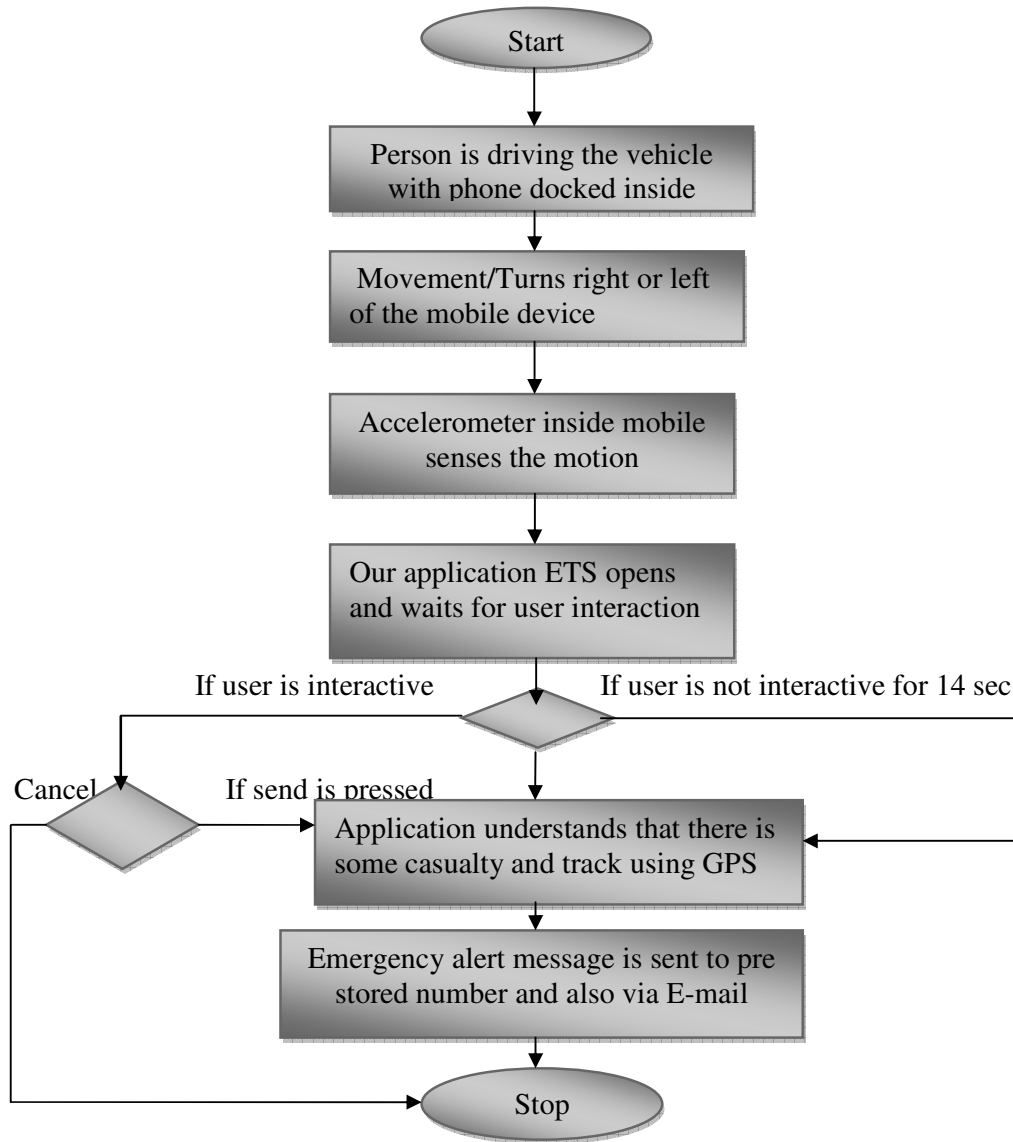 Start
Person is driving the vehicle
with phone docked inside
Movement/Turns right or left
of the mobile device
Accelerometer inside mobile
senses the motion
Our application ETS opens
and waits for user interaction
If user is interactive
If user is not interactive for 14 sec
Cancel
If send is pressed
Application understands that there is
some casualty and track using GPS
Emergency alert message is sent to pre
stored number and also via E-mail
Stop